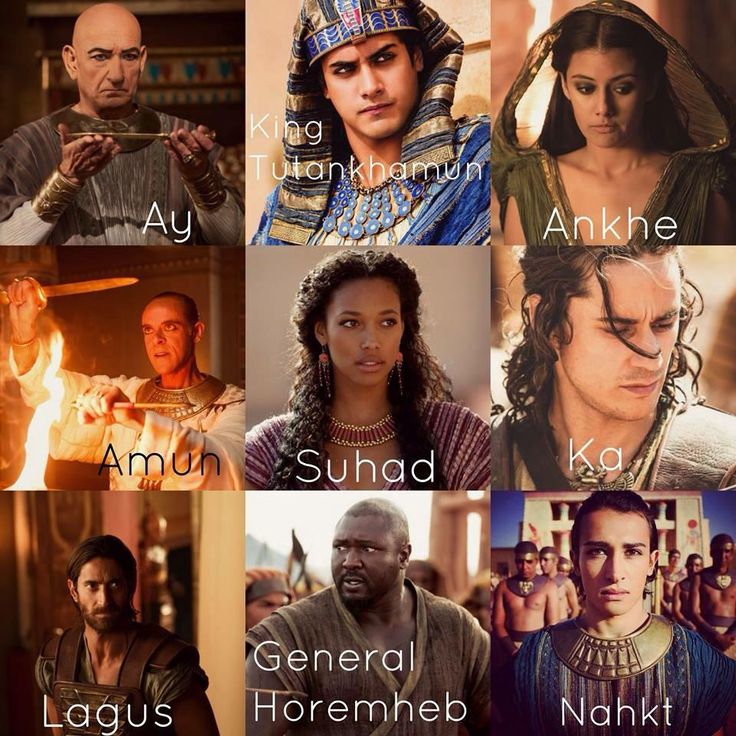 Ay
King
Tutankhamun
Ankhe
Amun
Suhad
Ka
Lagus
General
Horemheb
Nahkt